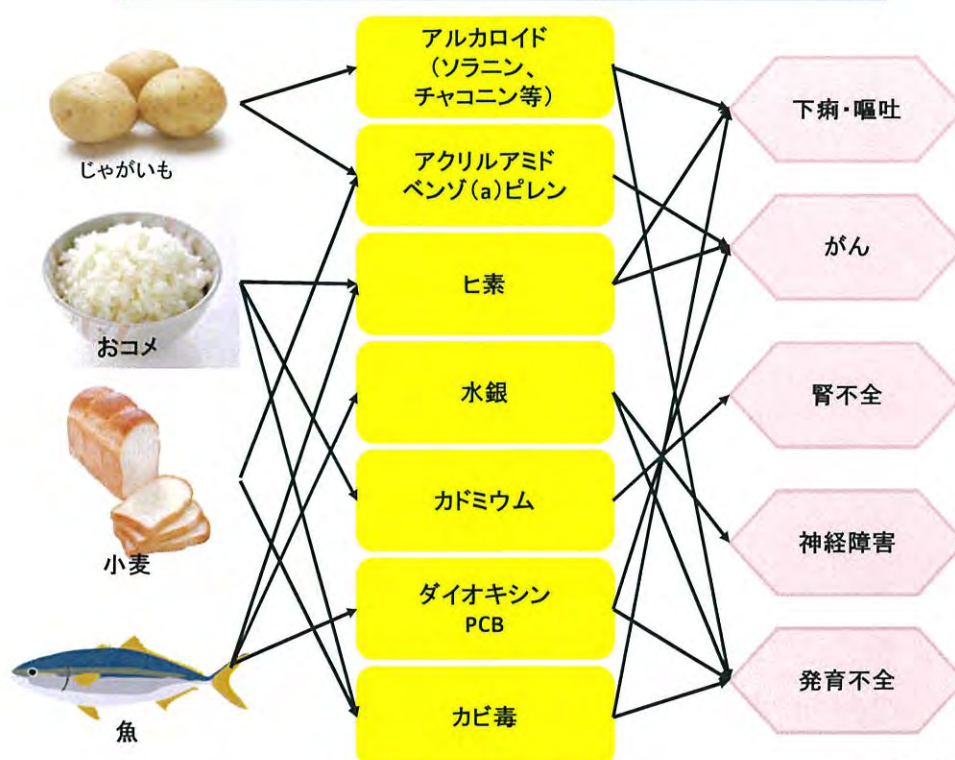 じゃがいも
おコメ
小麦
魚
アルカロイド
(ソラニン、
チャコニン等)
アクリルアミド
ベンゾ(a)ピレン
ヒ素
水銀
カドミウム
ダイオキシン
PCB
カビ毒
下痢・嘔吐
がん
腎不全
神経障害
発育不全